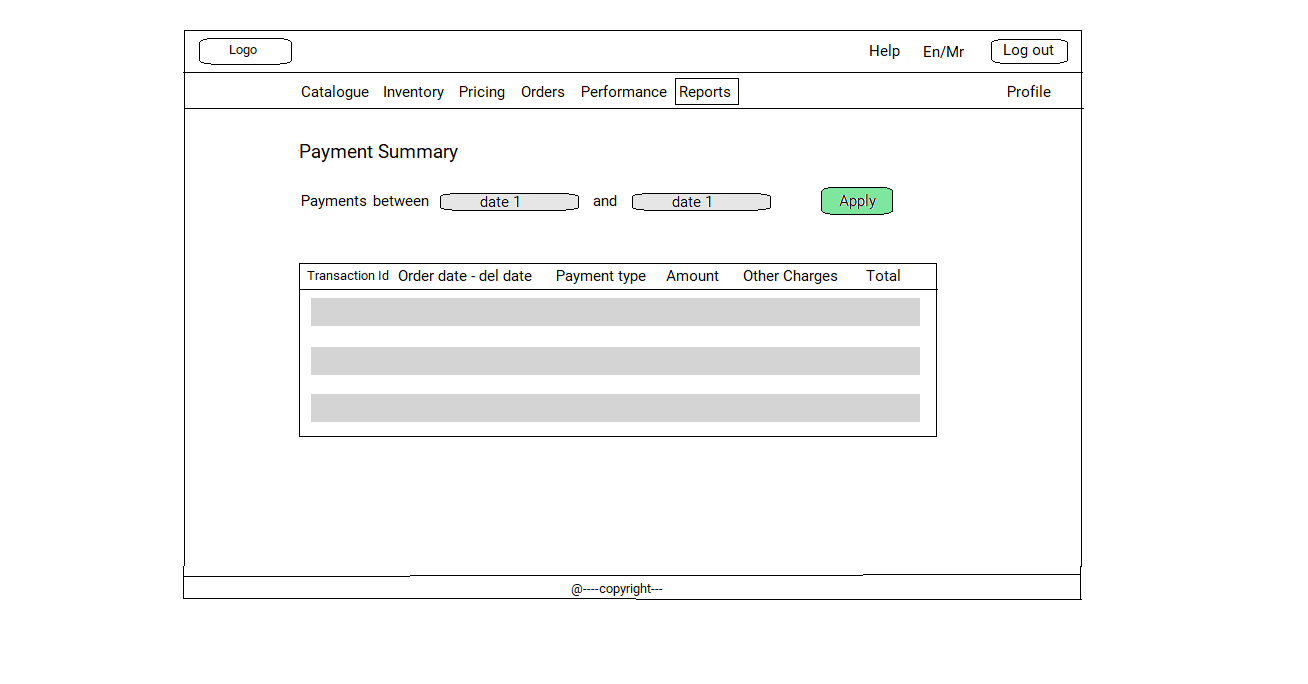 Logo Help En/Mr Log out
Catalogue Inventory Pricing Orders Performance Reports Profile
Payment Summary
Payments between date 1 and date 1 Apply
Transaction Id Order date - del date Payment type Amount Other Charges Total
@----copyright---